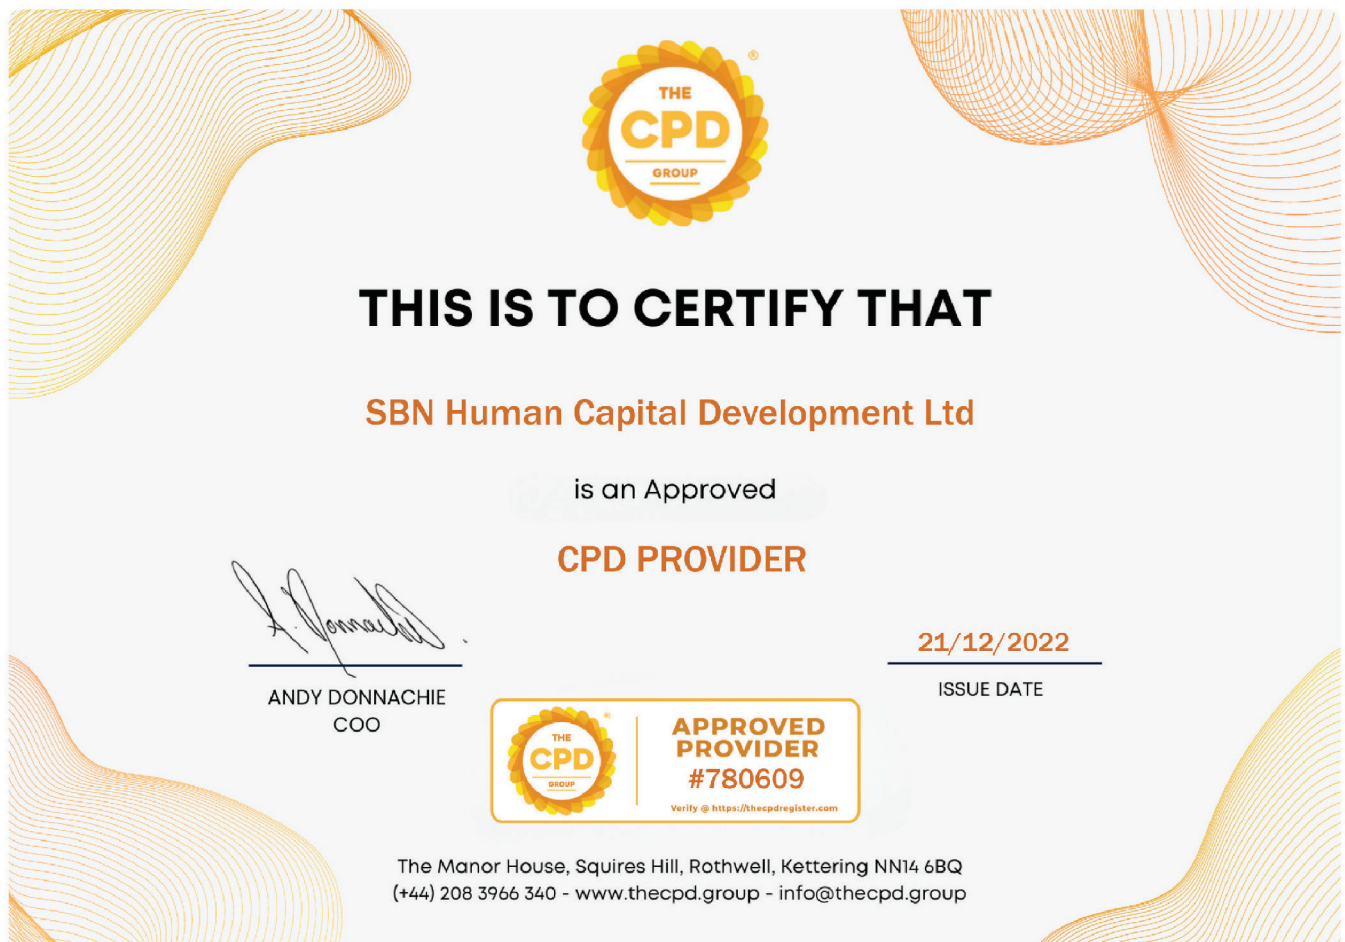 THE
CPD
GROUP
®
THIS IS TO CERTIFY THAT
SBN Human Capital Development Ltd
is an Approved
CPD PROVIDER
A. Donnachie
ANDY DONNACHIE
COO
21/12/2022
ISSUE DATE
THE
CPD
GROUP
®
APPROVED
PROVIDER
#780609
Verify @ https://thecpdregister.com
The Manor House, Squires Hill, Rothwell, Kettering NN14 6BQ
(+44) 208 3966 340 - www.thecpd.group - info@thecpd.group